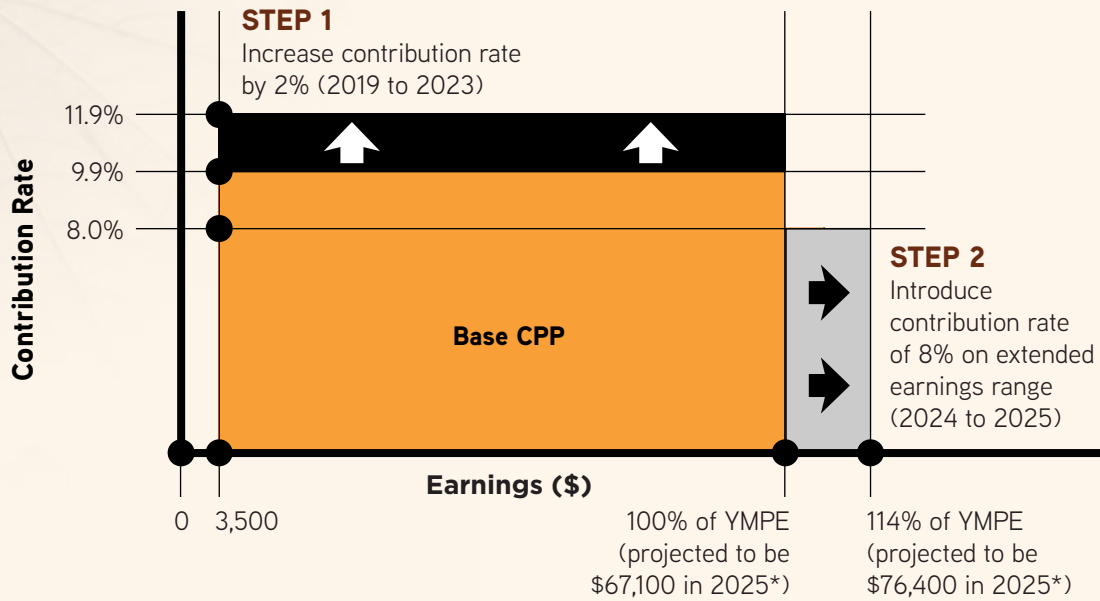 STEP 1
Increase contribution rate
by 2% (2019 to 2023)
11.9%
9.9%
8.0%
Contribution Rate
Base CPP
STEP 2
Introduce
contribution rate
of 8% on extended
earnings range
(2024 to 2025)
Earnings ($)
0
3,500
100% of YMPE
(projected to be
$67,100 in 2025*)
114% of YMPE
(projected to be
$76,400 in 2025*)